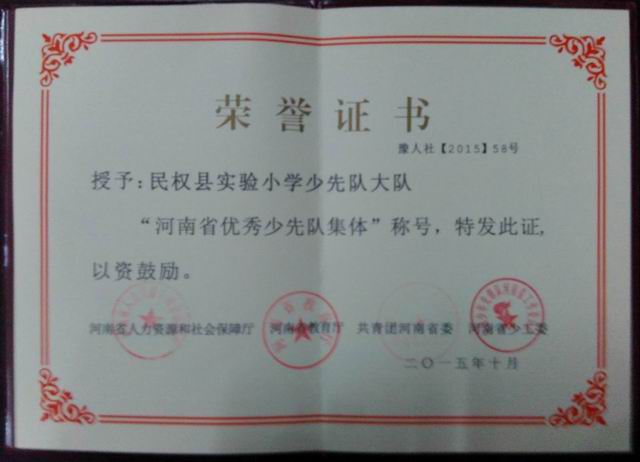 荣誉证书
豫人社【2015】58号
授予：民权县实验小学少先队大队
“河南省优秀少先队集体”称号，特发此证，
以资鼓励。
河南省人力资源和社会保障厅 河南省教育厅 共青团河南省委 河南省少工委
二〇一五年十月